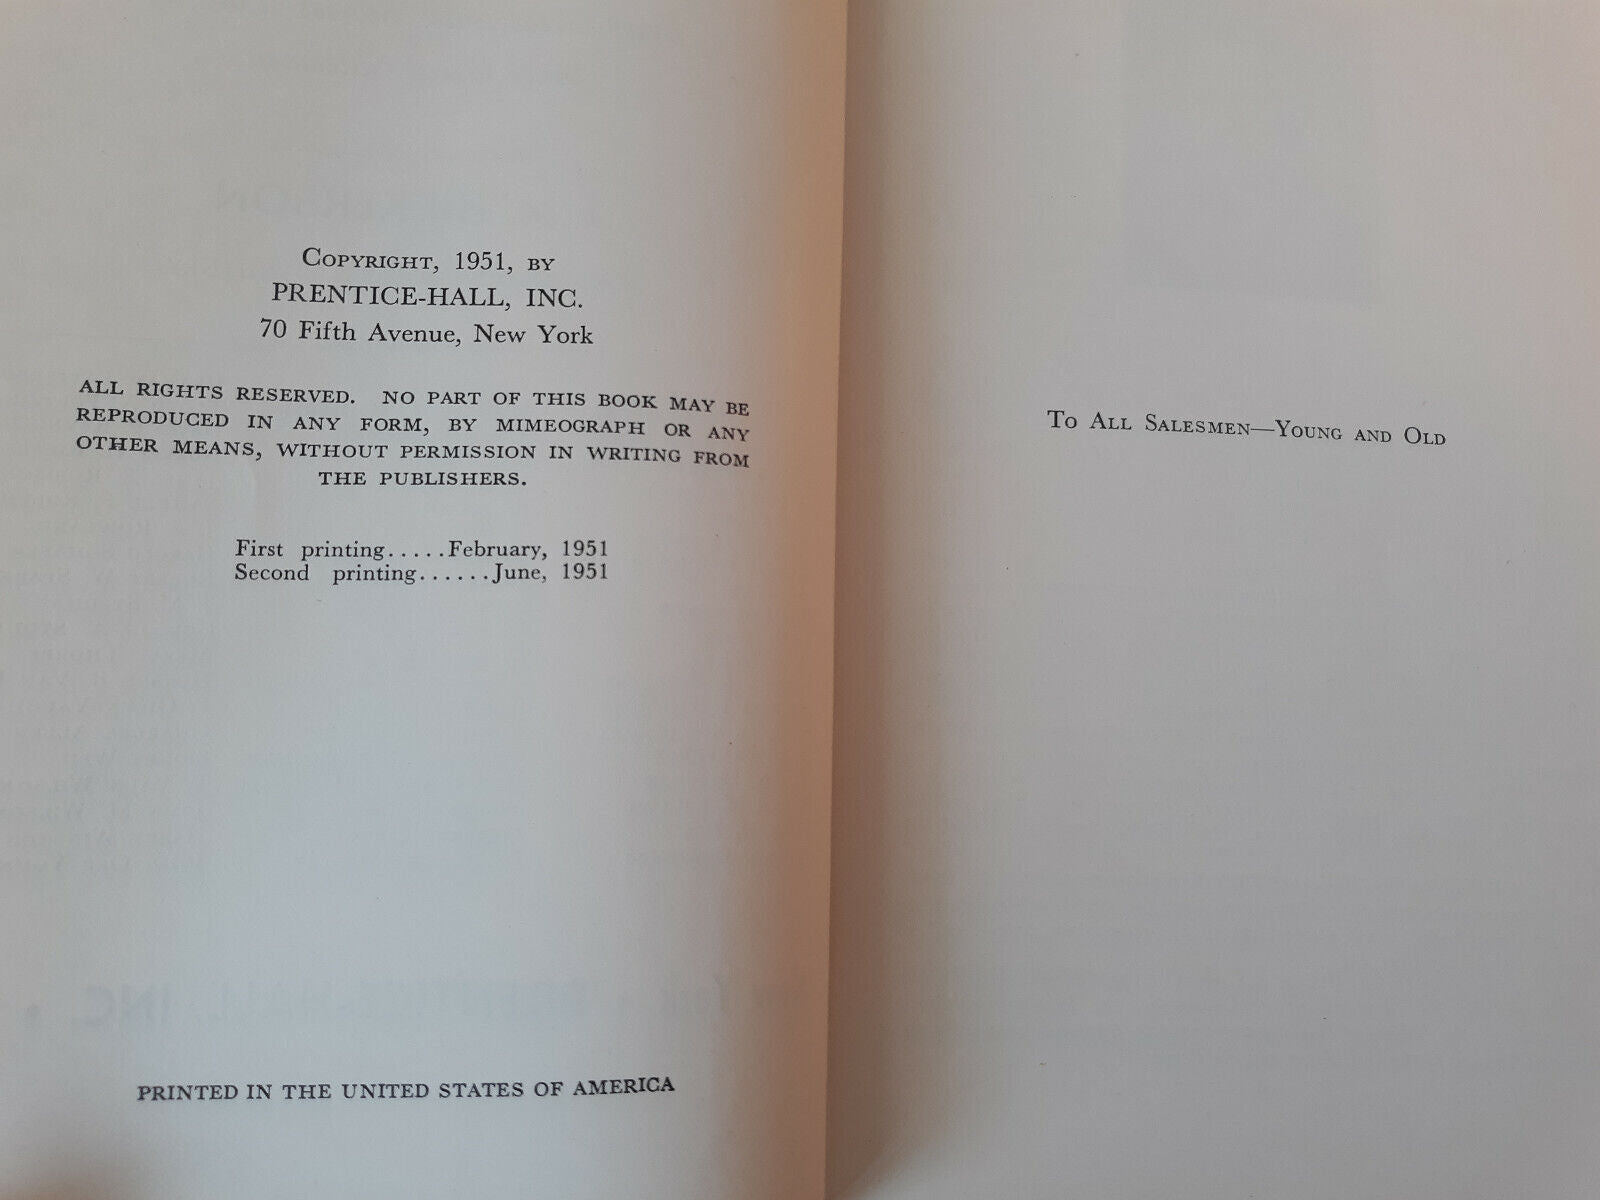 Copyright, 1951, by
PRENTICE-HALL, INC.
70 Fifth Avenue, New York
ALL RIGHTS RESERVED. NO PART OF THIS BOOK MAY BE
REPRODUCED IN ANY FORM, BY MIMEOGRAPH OR ANY
OTHER MEANS, WITHOUT PERMISSION IN WRITING FROM
THE PUBLISHERS.
First printing.....February, 1951
Second printing......June, 1951
PRINTED IN THE UNITED STATES OF AMERICA
To All Salesmen—Young and Old